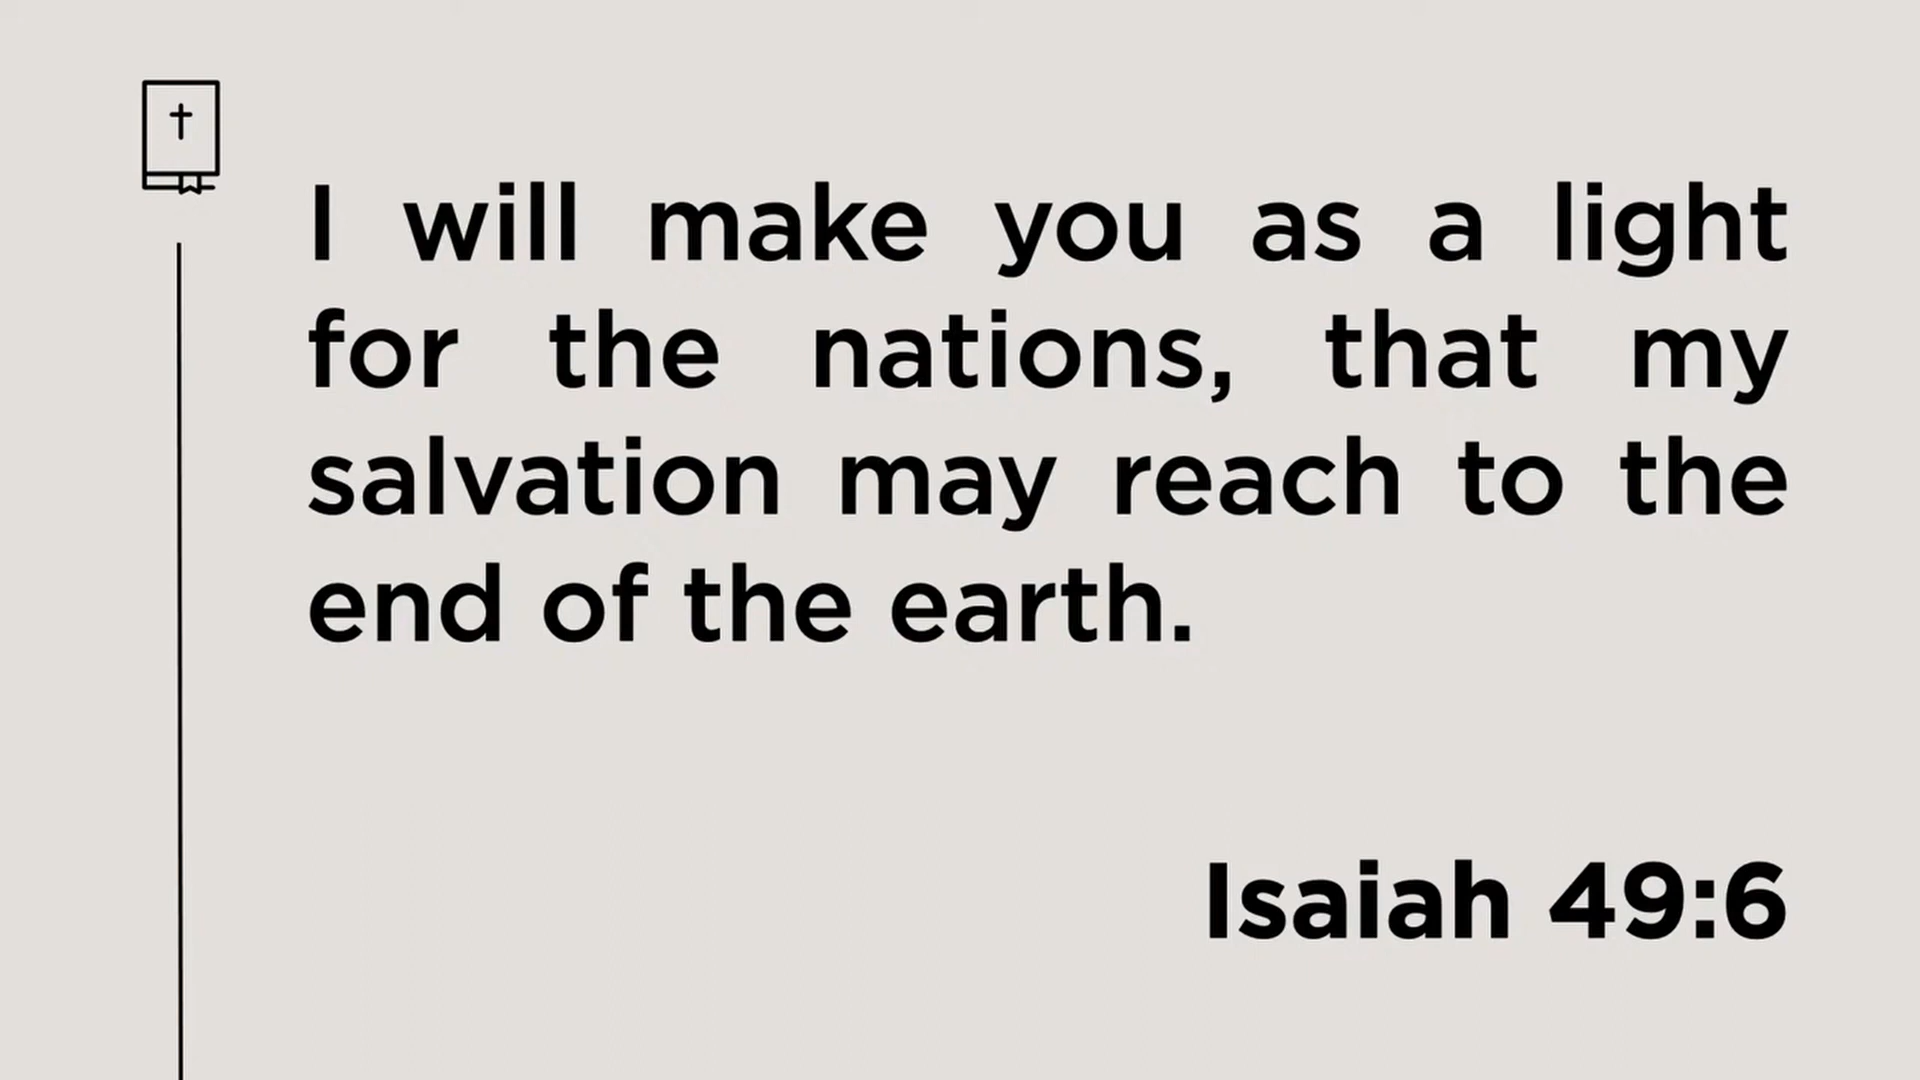 I will make you as a light
for the nations, that my
salvation may reach to the
end of the earth.
Isaiah 49:6